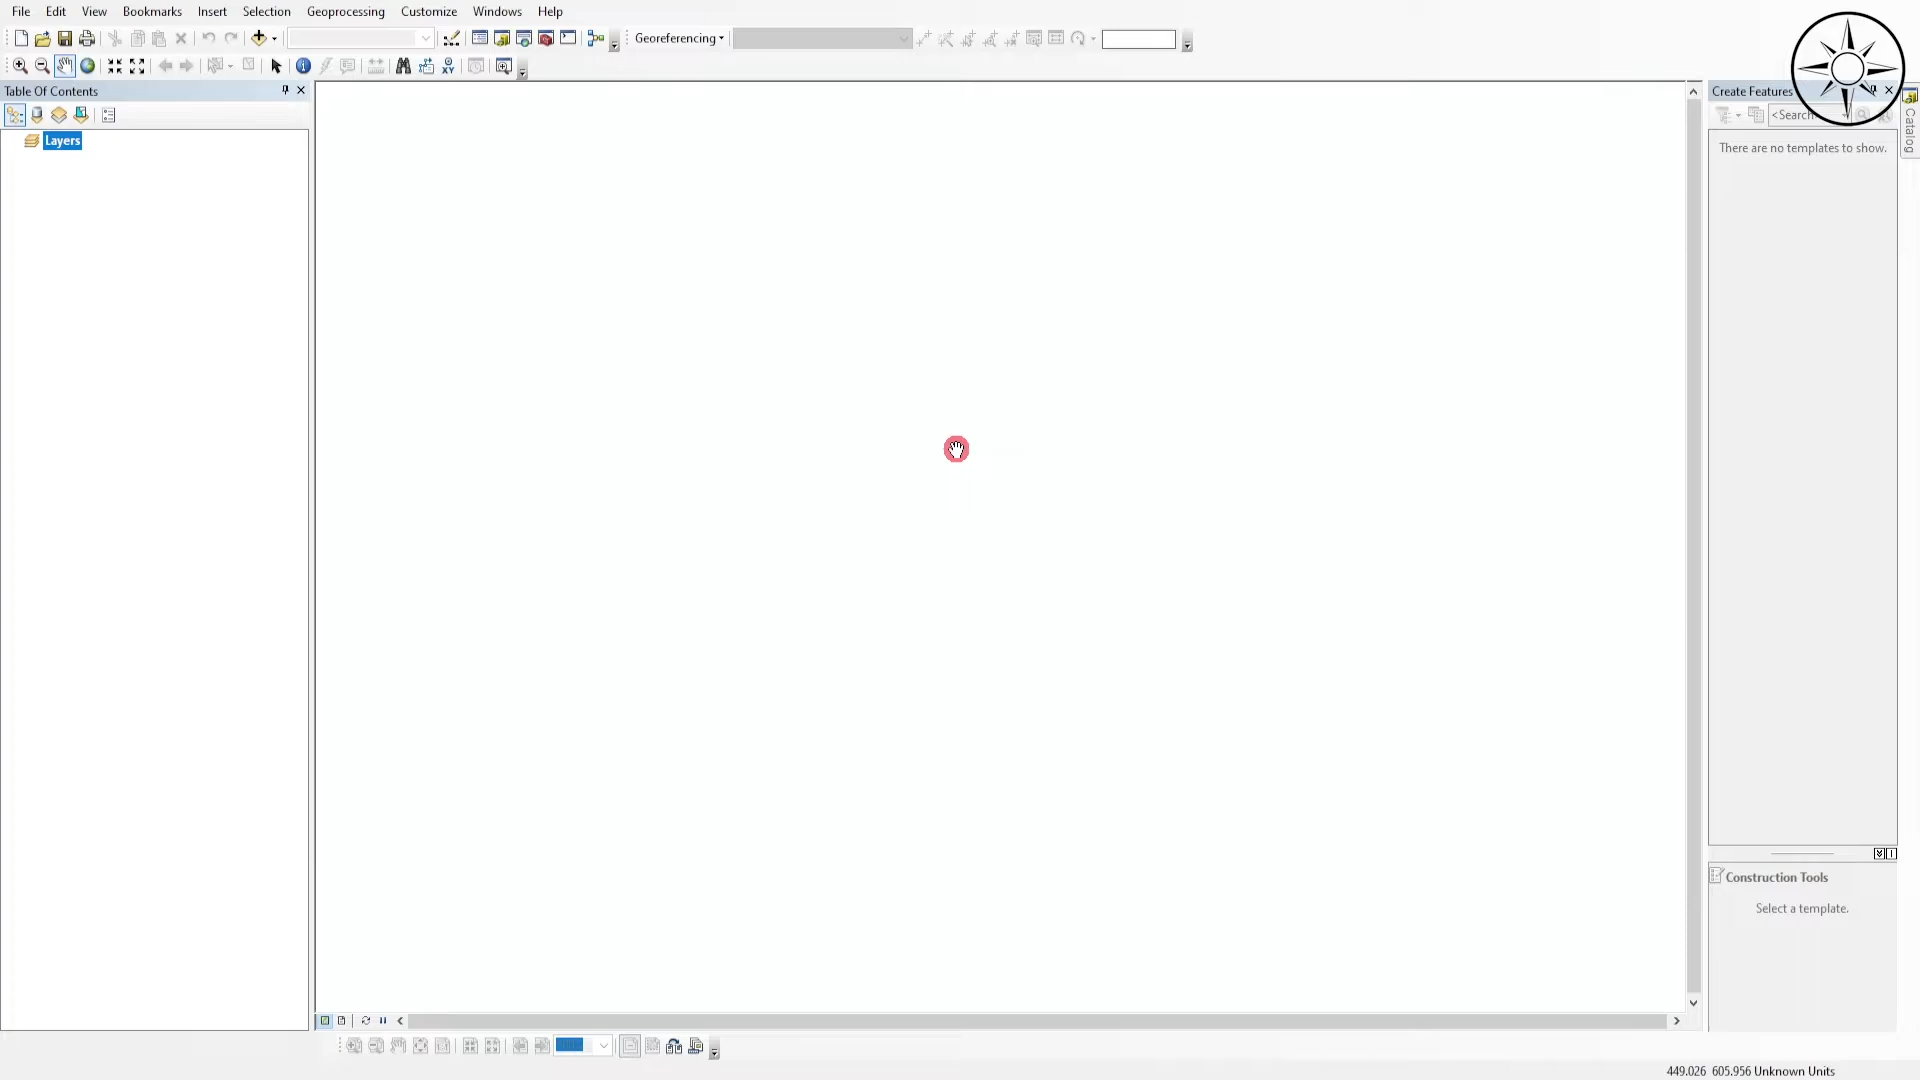 File Edit View Bookmarks Insert Selection Geoprocessing Customize Windows Help
Georeferencing
Table Of Contents
Layers
Create Features
<Search
Catalog
There are no templates to show.
Construction Tools
Select a template.
449.026 605.956 Unknown Units